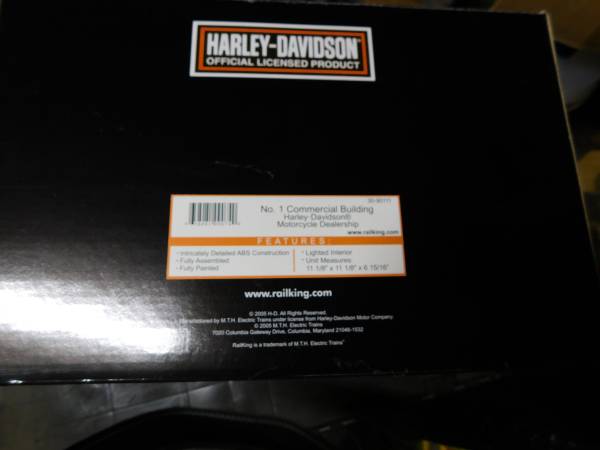 HARLEY-DAVIDSON
OFFICIAL LICENSED PRODUCT
30-90111
No. 1 Commercial Building
Harley-Davidson®
Motorcycle Dealership
www.railking.com
FEATURES:
• Intricately Detailed ABS Construction
• Fully Assembled
• Fully Painted
• Lighted Interior
• Unit Measures:
11 1/8" x 11 1/8" x 6 15/16"
www.railking.com
© 2005 H-D. All Rights Reserved.
Manufactured by M.T.H. Electric Trains under license from Harley-Davidson Motor Company.
© 2005 M.T.H. Electric Trains
7020 Columbia Gateway Drive, Columbia, Maryland 21046-1532
RailKing is a trademark of M.T.H. Electric Trains®